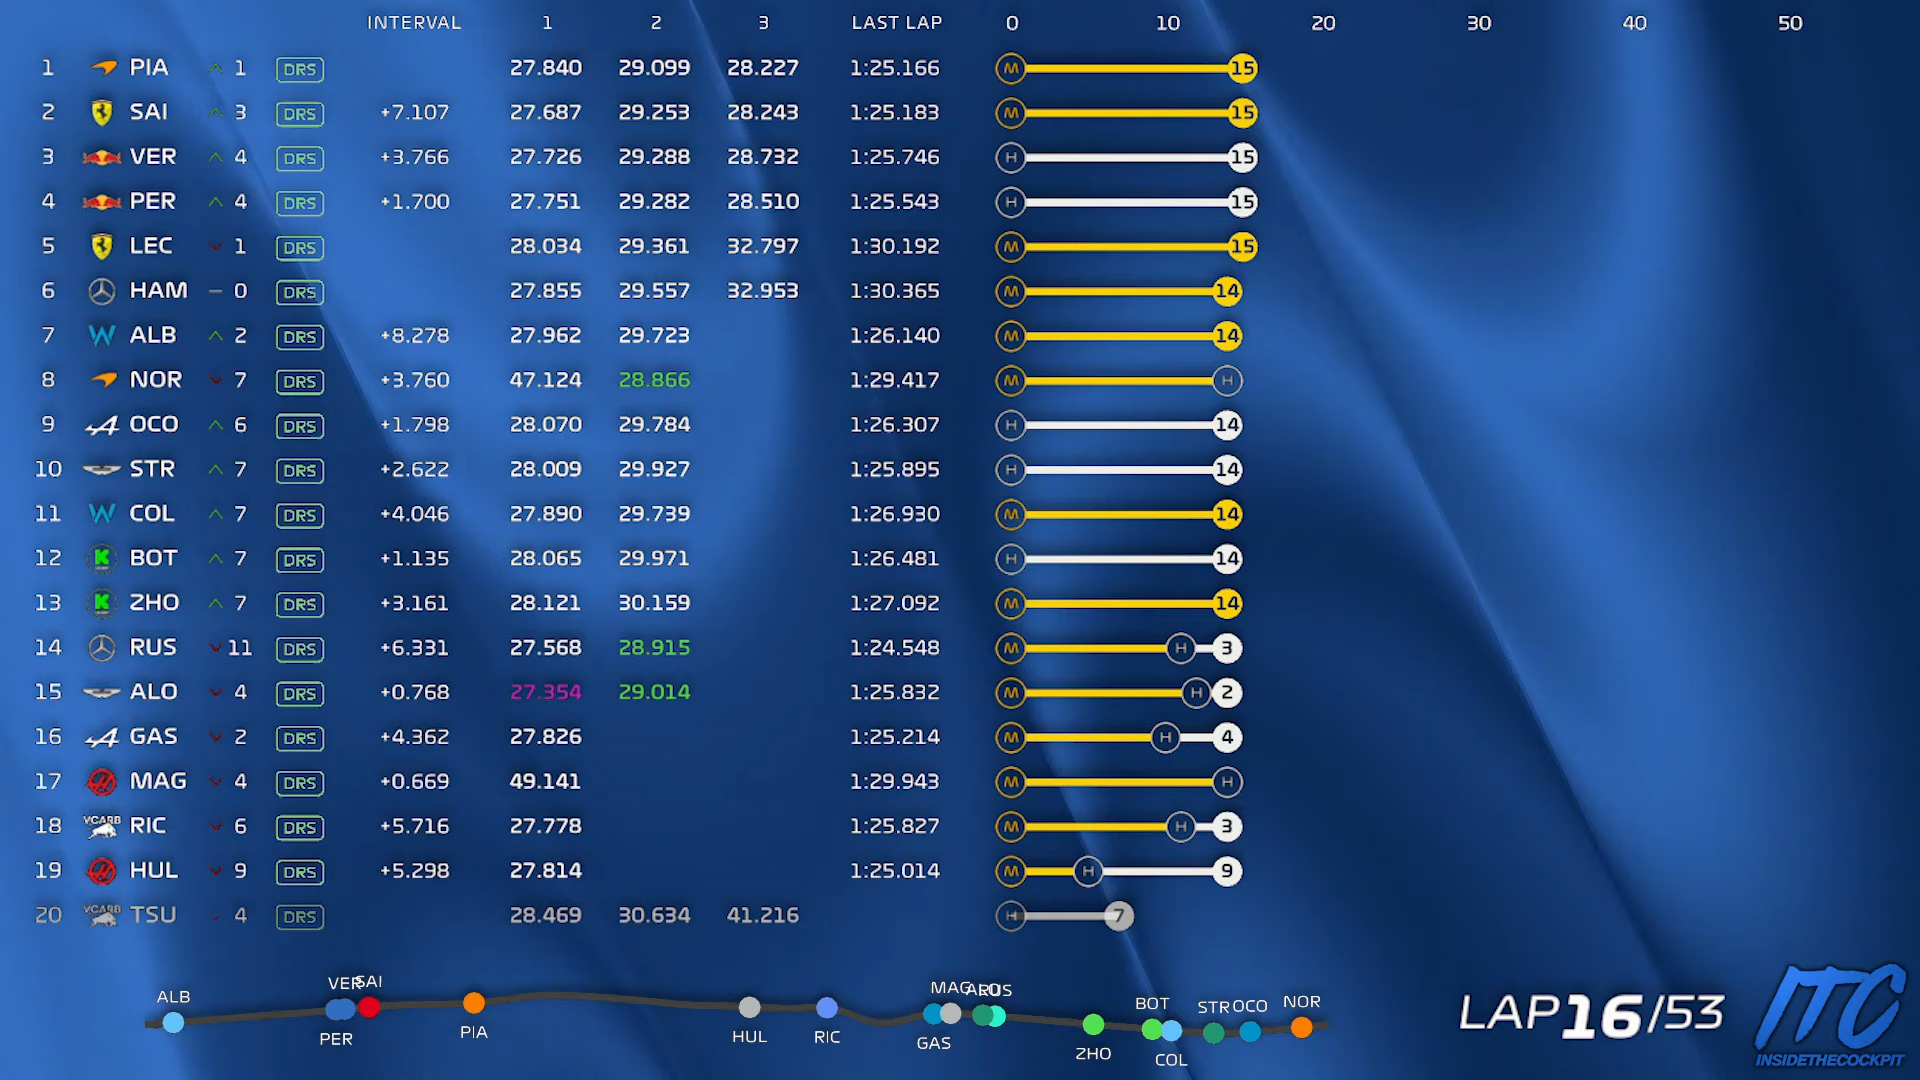 INTERVAL 1 2 3 LAST LAP 0 10 20 30 40 50
1 PIA 1 DRS 27.840 29.099 28.227 1:25.166 M 15
2 SAI 3 DRS +7.107 27.687 29.253 28.243 1:25.183 M 15
3 VER 4 DRS +3.766 27.726 29.288 28.732 1:25.746 H 15
4 PER 4 DRS +1.700 27.751 29.282 28.510 1:25.543 H 15
5 LEC 1 DRS 28.034 29.361 32.797 1:30.192 M 15
6 HAM 0 DRS 27.855 29.557 32.953 1:30.365 M 14
7 ALB 2 DRS +8.278 27.962 29.723 1:26.140 M 14
8 NOR 7 DRS +3.760 47.124 28.866 1:29.417 M H
9 OCO 6 DRS +1.798 28.070 29.784 1:26.307 H 14
10 STR 7 DRS +2.622 28.009 29.927 1:25.895 H 14
11 COL 7 DRS +4.046 27.890 29.739 1:26.930 M 14
12 K BOT 7 DRS +1.135 28.065 29.971 1:26.481 H 14
13 K ZHO 7 DRS +3.161 28.121 30.159 1:27.092 M 14
14 RUS 11 DRS +6.331 27.568 28.915 1:24.548 M H 3
15 ALO 4 DRS +0.768 27.354 29.014 1:25.832 M H 2
16 GAS 2 DRS +4.362 27.826 1:25.214 M H 4
17 MAG 4 DRS +0.669 49.141 1:29.943 M H
18 VCARB RIC 6 DRS +5.716 27.778 1:25.827 M H 3
19 HUL 9 DRS +5.298 27.814 1:25.014 M H 9
20 VCARB TSU 4 DRS 28.469 30.634 41.216 H 7
ALB VER SAI MAG ALO RUS BOT STR OCO NOR
PER PIA HUL RIC GAS ZHO COL
LAP 16/53
ITC
INSIDETHECOCKPIT